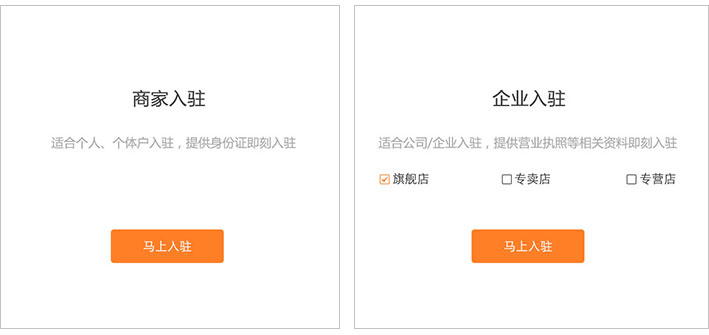 商家入驻
适合个人、个体户入驻，提供身份证即刻入驻
马上入驻
企业入驻
适合公司/企业入驻，提供营业执照等相关资料即刻入驻
旗舰店 专卖店 专营店
马上入驻